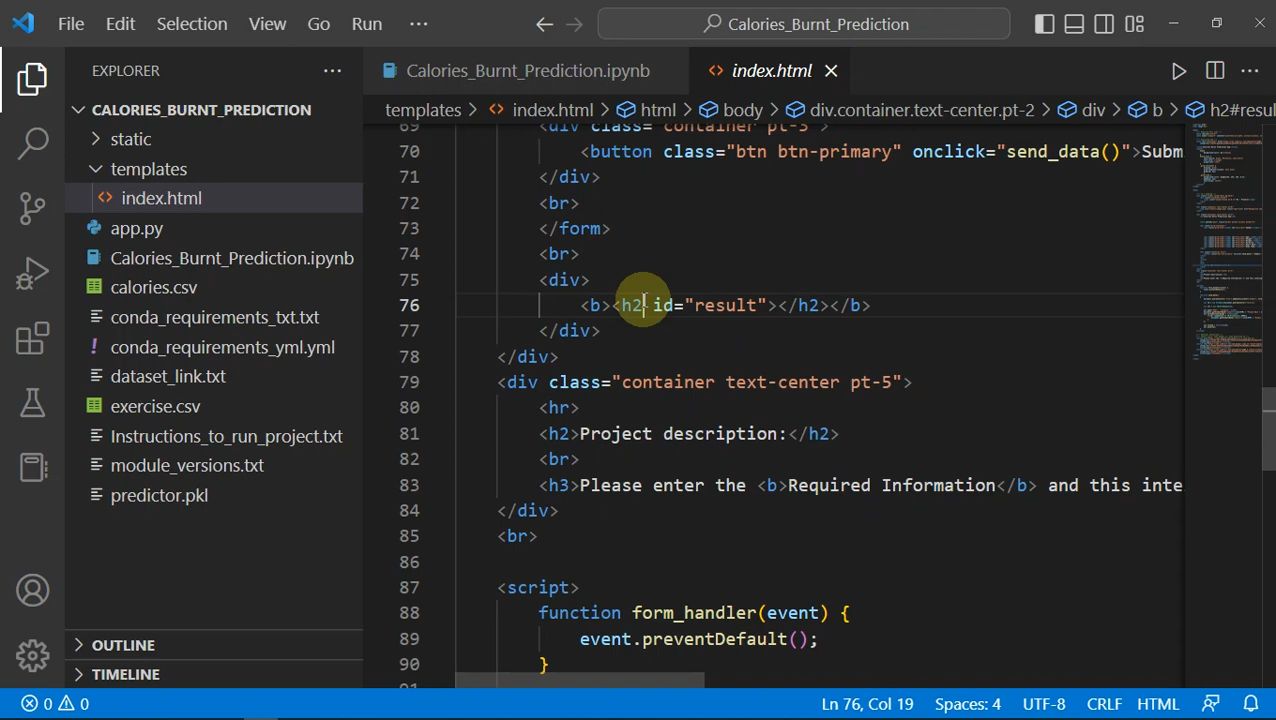 File Edit Selection View Go Run ··· Calories_Burnt_Prediction
EXPLORER
CALORIES_BURNT_PREDICTION
static
templates
index.html
app.py
Calories_Burnt_Prediction.ipynb
calories.csv
conda_requirements_txt.txt
! conda_requirements_yml.yml
dataset_link.txt
exercise.csv
Instructions_to_run_project.txt
module_versions.txt
predictor.pkl
OUTLINE
TIMELINE
Calories_Burnt_Prediction.ipynb index.html
templates > index.html > html > body > div.container.text-center.pt-2 > div > b > h2#resul
69 <div class="container pt-3">
70 <button class="btn btn-primary" onclick="send_data()">Subm
71 </div>
72 <br>
73 </form>
74 <br>
75 <div>
76 <b><h2 id="result"></h2></b>
77 </div>
78 </div>
79 <div class="container text-center pt-5">
80 <hr>
81 <h2>Project description:</h2>
82 <br>
83 <h3>Please enter the <b>Required Information</b> and this inte
84 </div>
85 <br>
86
87 <script>
88 function form_handler(event) {
89 event.preventDefault();
90 }
0 0 Ln 76, Col 19 Spaces: 4 UTF-8 CRLF HTML